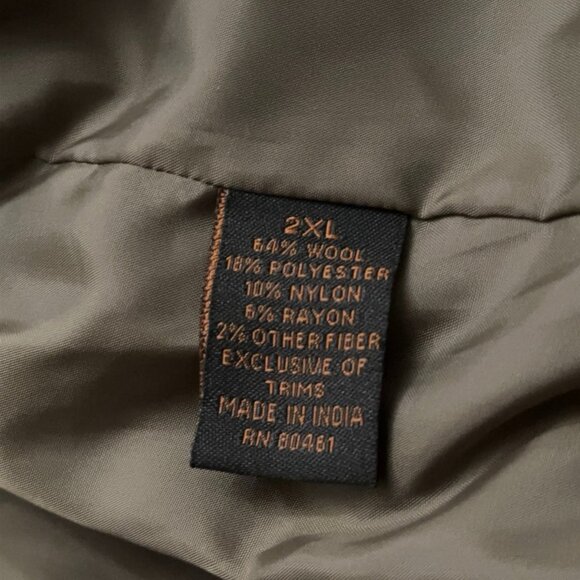 2XL
64% WOOL
18% POLYESTER
10% NYLON
6% RAYON
2% OTHER FIBER
EXCLUSIVE OF
TRIMS
MADE IN INDIA
RN 80461